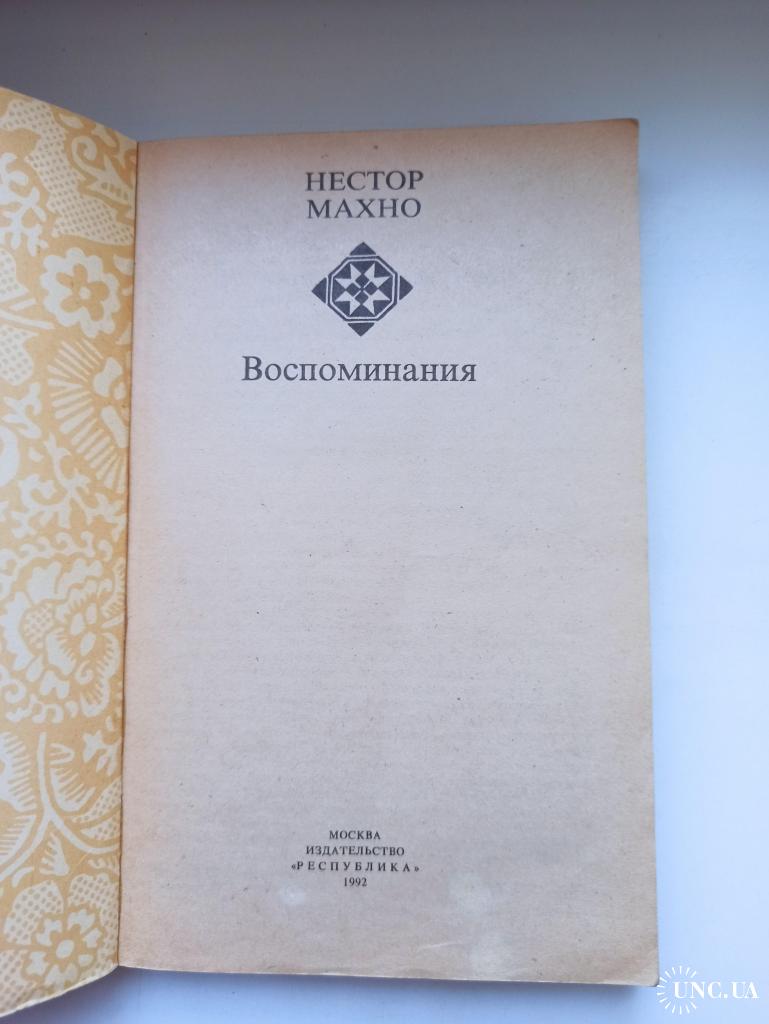 НЕСТОР
МАХНО
Воспоминания
МОСКВА
ИЗДАТЕЛЬСТВО
«РЕСПУБЛИКА»
1992
UNC.UA